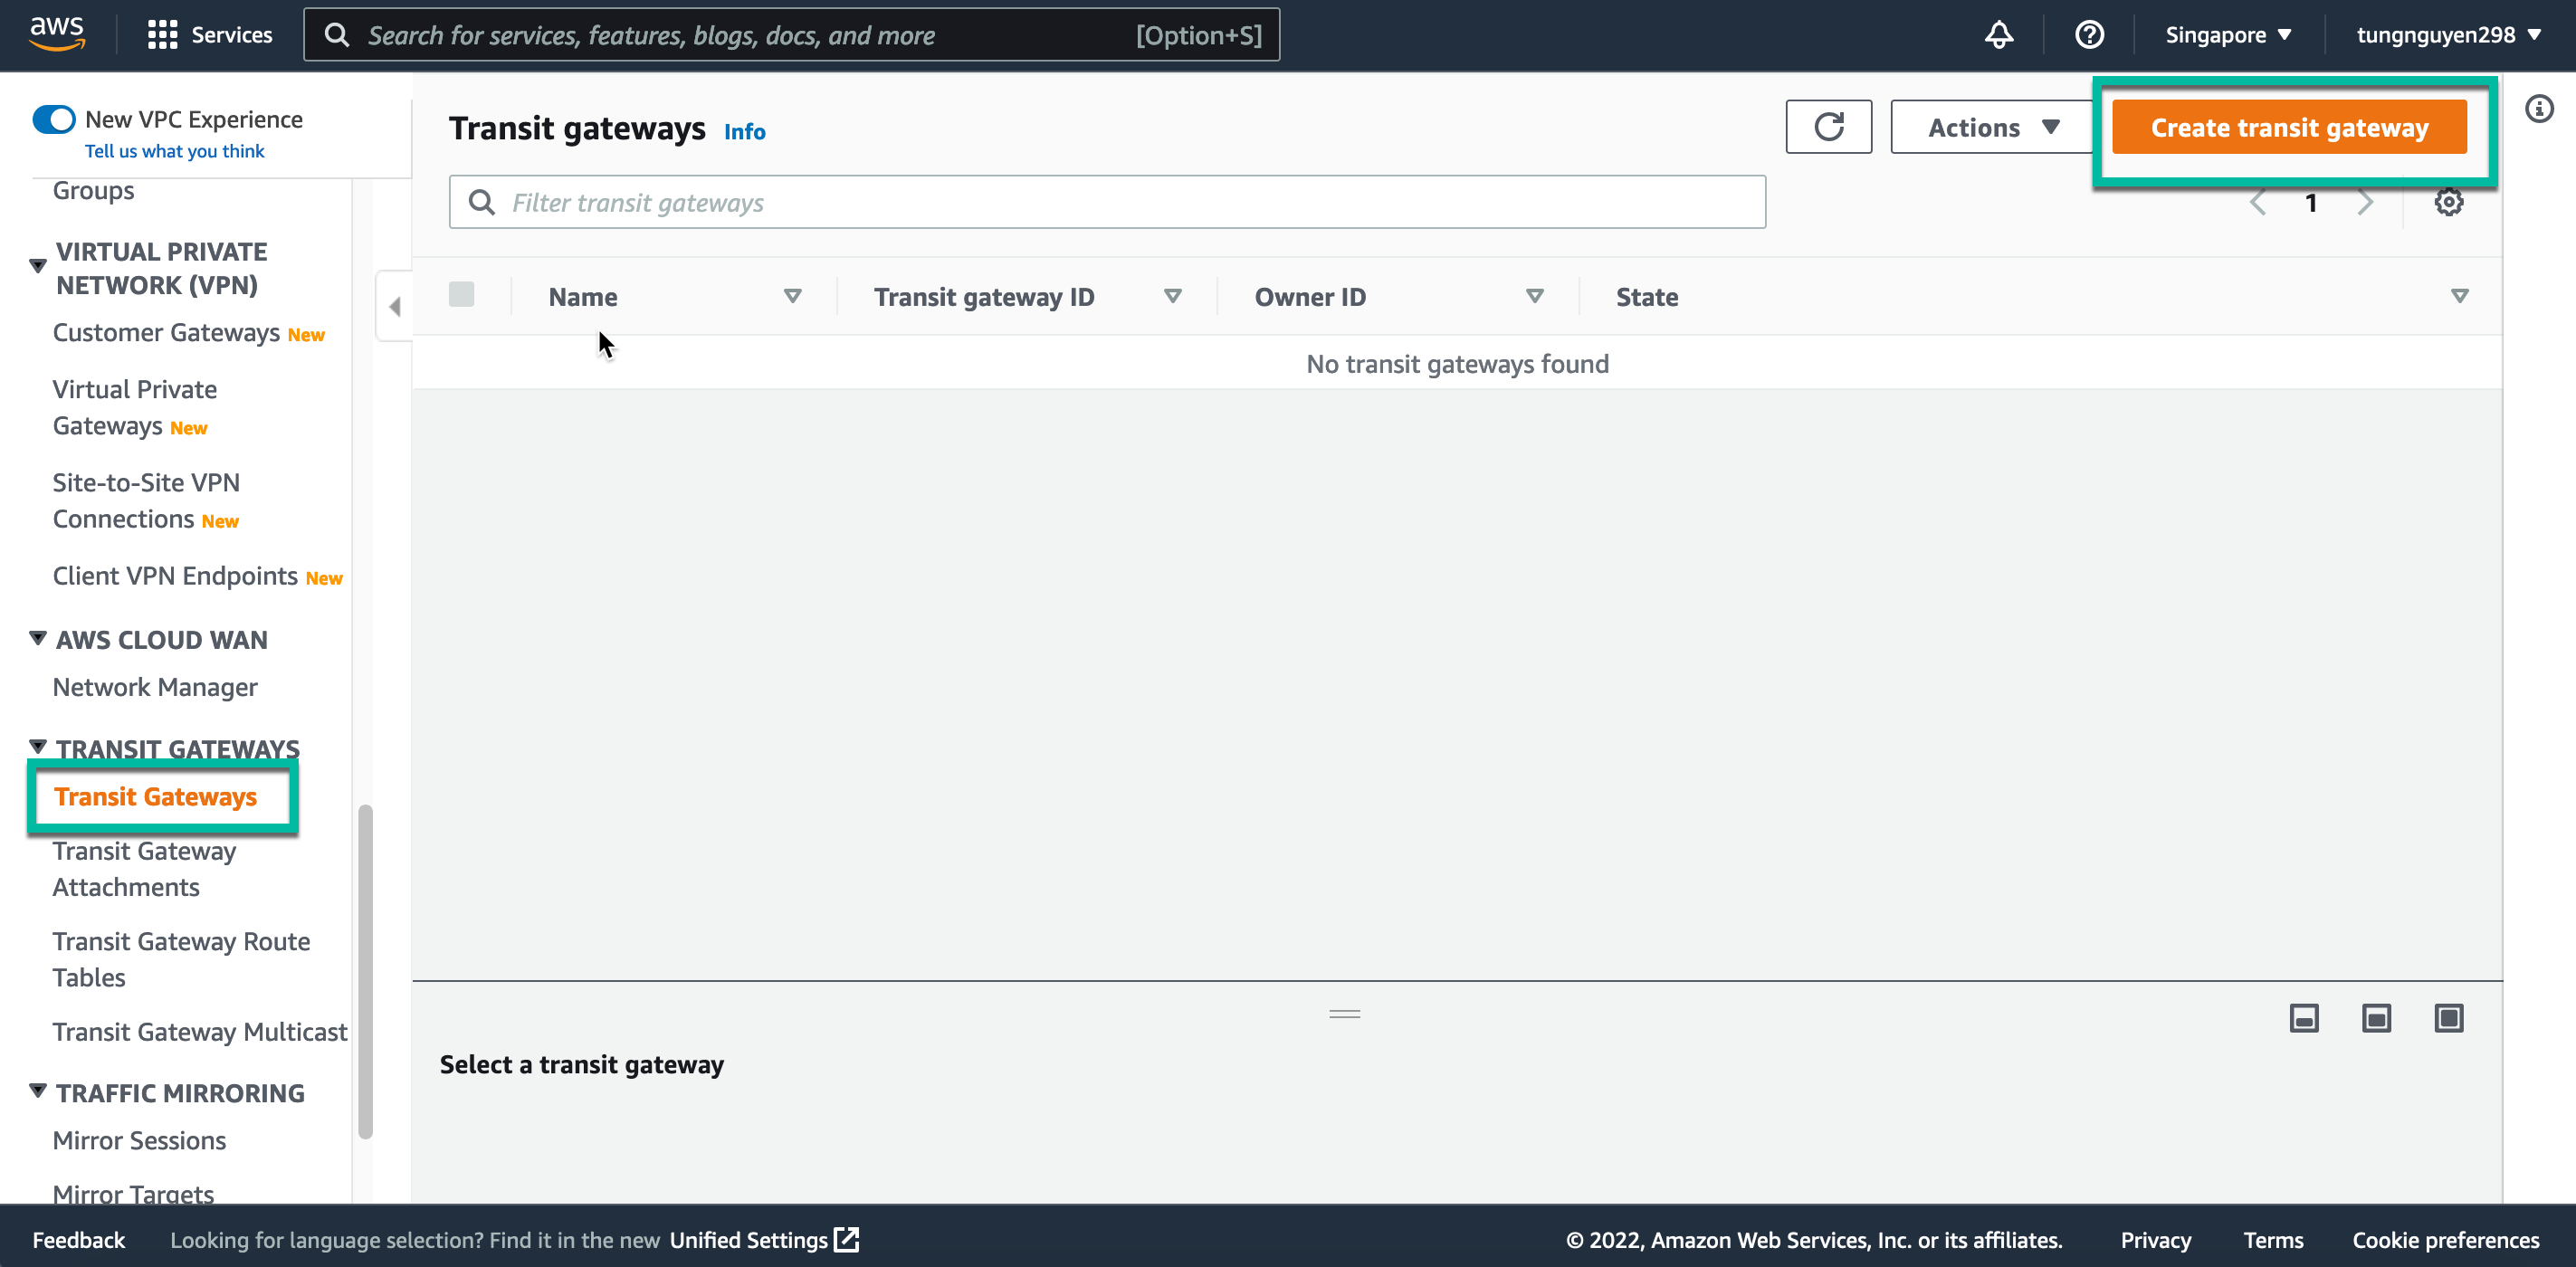 aws
Services
Search for services, features, blogs, docs, and more
[Option+S]
Singapore
tungnguyen298
New VPC Experience
Tell us what you think
Groups
VIRTUAL PRIVATE
NETWORK (VPN)
Customer Gateways New
Virtual Private
Gateways New
Site-to-Site VPN
Connections New
Client VPN Endpoints New
AWS CLOUD WAN
Network Manager
TRANSIT GATEWAYS
Transit Gateways
Transit Gateway
Attachments
Transit Gateway Route
Tables
Transit Gateway Multicast
TRAFFIC MIRRORING
Mirror Sessions
Mirror Targets
Transit gateways Info
Actions
Create transit gateway
Filter transit gateways
1
Name
Transit gateway ID
Owner ID
State
No transit gateways found
Select a transit gateway
Feedback
Looking for language selection? Find it in the new Unified Settings
© 2022, Amazon Web Services, Inc. or its affiliates.
Privacy
Terms
Cookie preferences